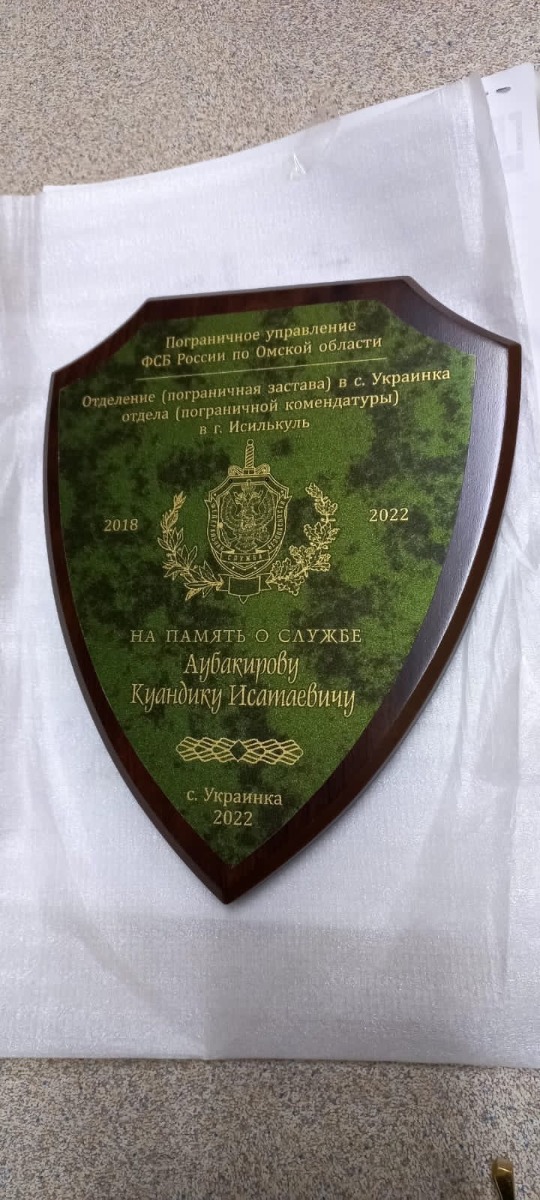 Пограничное управление
ФСБ России по Омской области
Отделение (пограничная застава) в с. Украинка
отдела (пограничной комендатуры)
в г. Исилькуль
2018
2022
НА ПАМЯТЬ О СЛУЖБЕ
Аубакирову
Куандику Исатаевичу
с. Украинка
2022